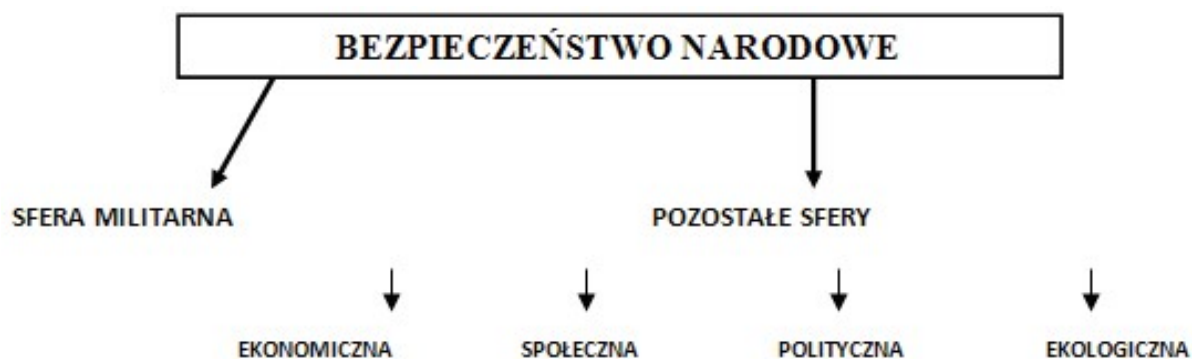 BEZPIECZEŃSTWO NARODOWE
SFERA MILITARNA POZOSTAŁE SFERY
EKONOMICZNA SPOŁECZNA POLITYCZNA EKOLOGICZNA